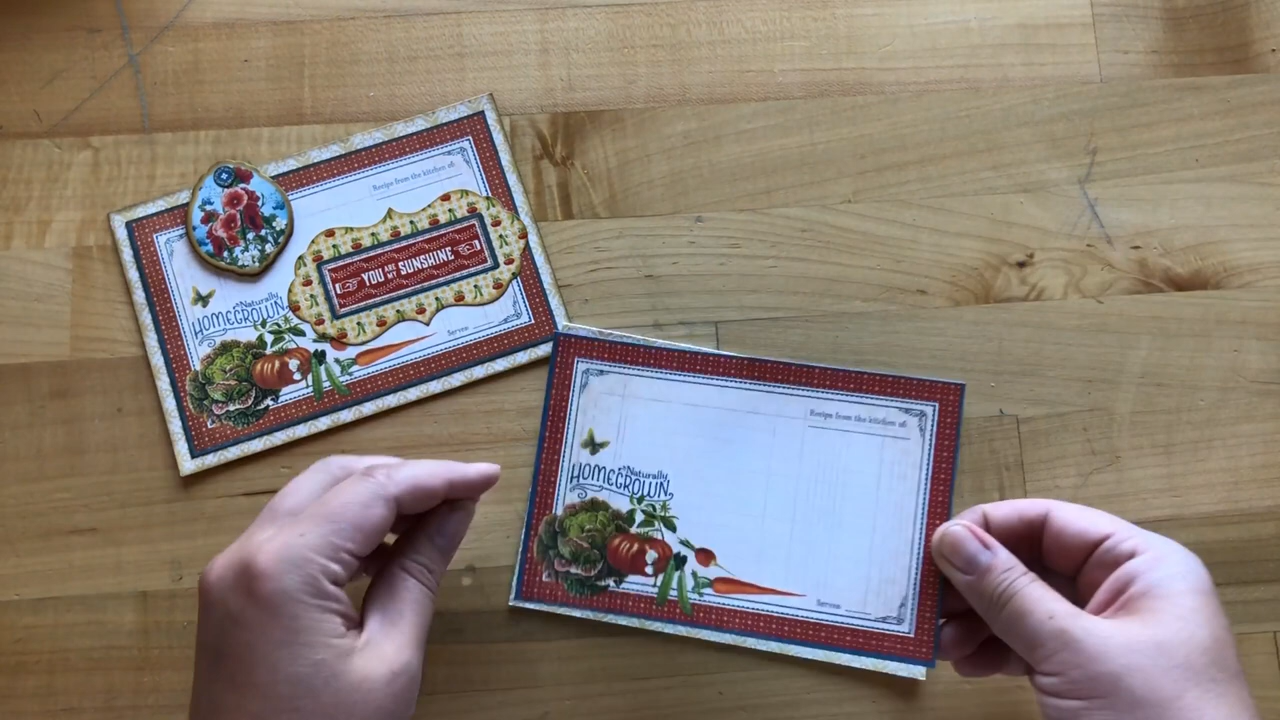 Recipe from the kitchen of:
YOU ARE MY SUNSHINE
Naturally
HOMEGROWN
Serves
Recipe from the kitchen of:
Naturally
HOMEGROWN
Serves